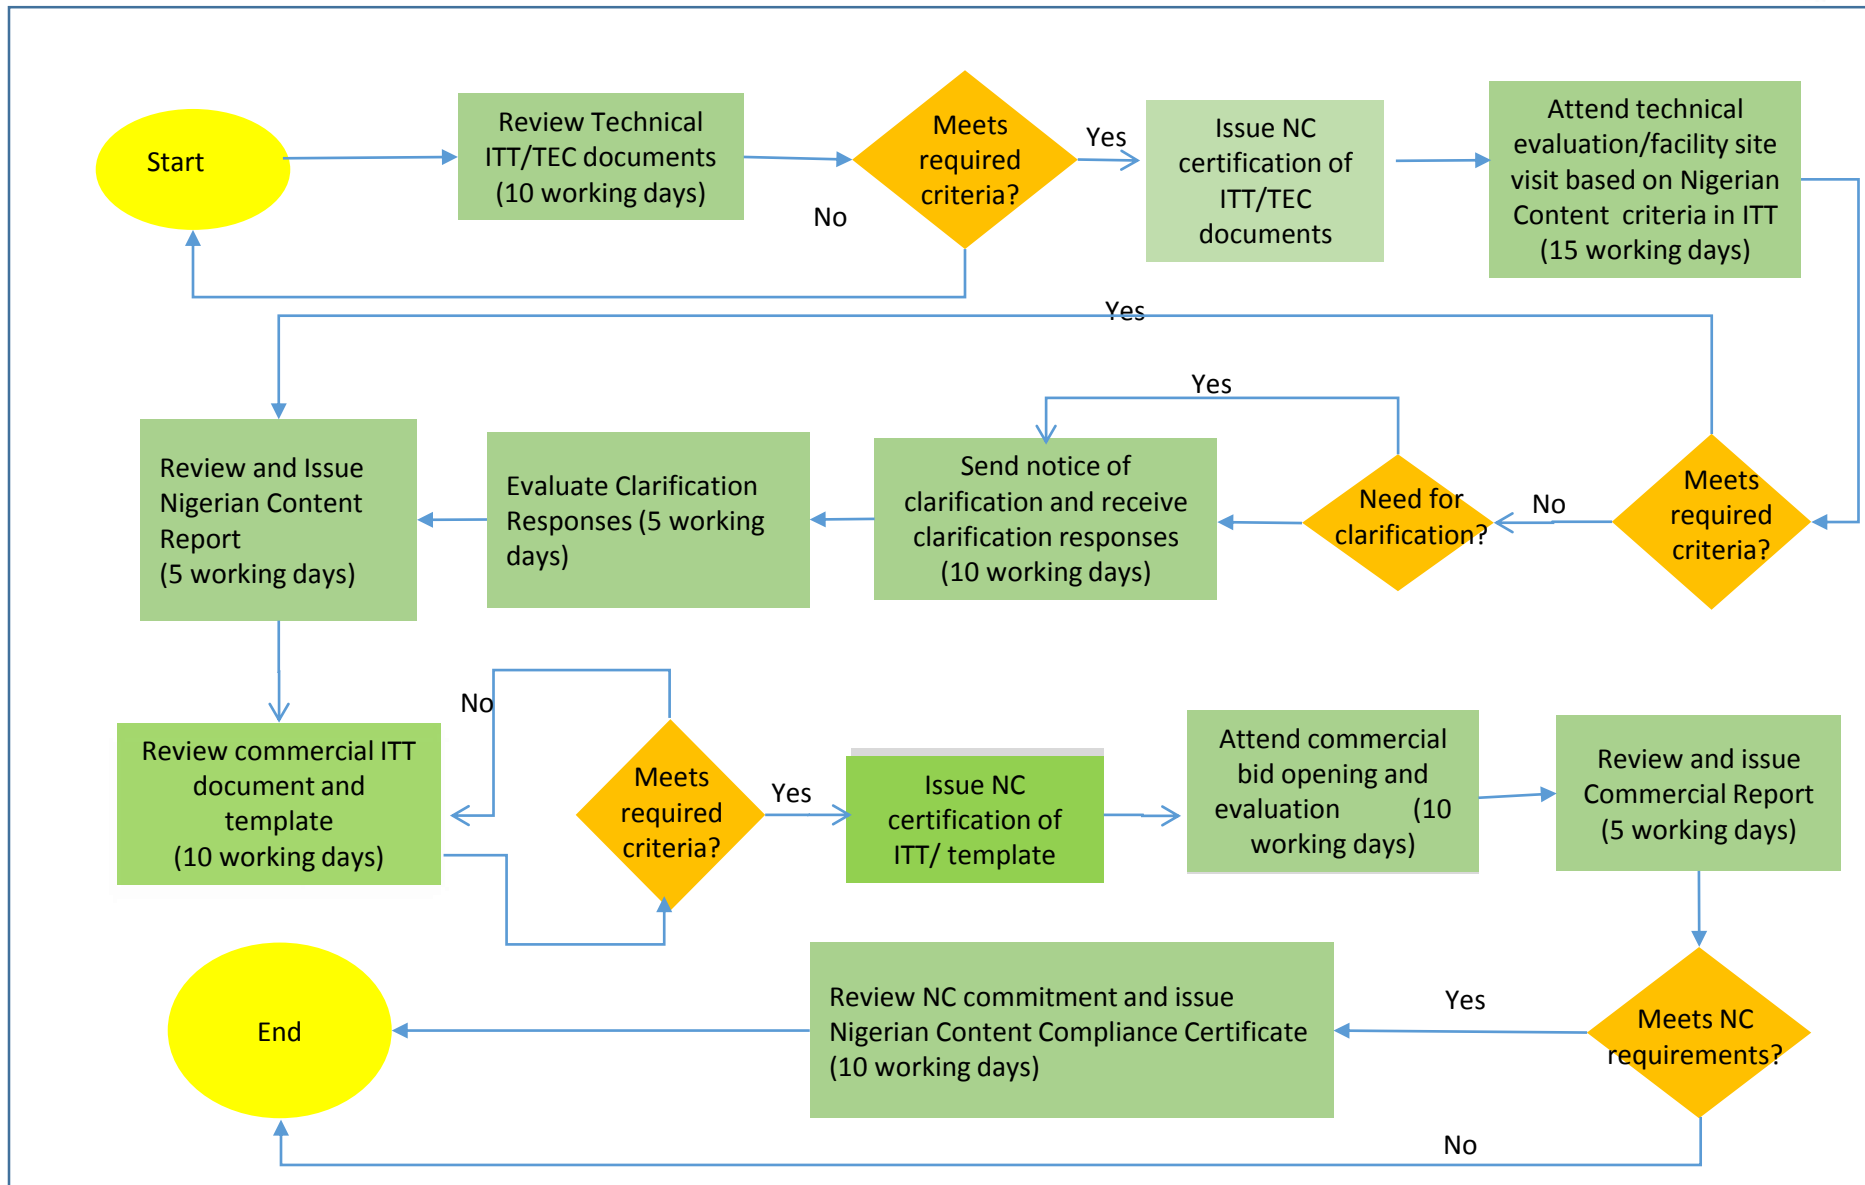 Start
Review Technical
ITT/TEC documents
(10 working days)
Meets
required
criteria?
Yes
No
Issue NC
certification of
ITT/TEC
documents
Attend technical
evaluation/facility site
visit based on Nigerian
Content criteria in ITT
(15 working days)
Yes
Review and Issue
Nigerian Content
Report
(5 working days)
Evaluate Clarification
Responses (5 working
days)
Yes
Send notice of
clarification and receive
clarification responses
(10 working days)
Need for
clarification?
No
Meets
required
criteria?
Review commercial ITT
document and
template
(10 working days)
No
Meets
required
criteria?
Yes
Issue NC
certification of
ITT/ template
Attend commercial
bid opening and
evaluation (10
working days)
Review and issue
Commercial Report
(5 working days)
End
Review NC commitment and issue
Nigerian Content Compliance Certificate
(10 working days)
Yes
Meets NC
requirements?
No